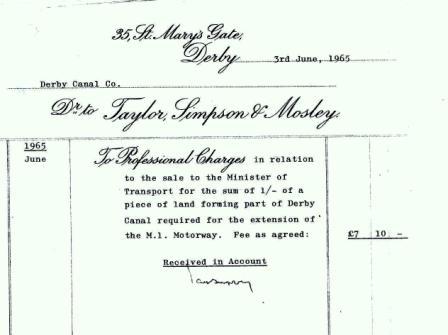 35, St. Mary's Gate,
Derby 3rd June, 1965
Derby Canal Co.
Dr. to Taylor, Simpson & Mosley.
1965
June To Professional Charges in relation
to the sale to the Minister of
Transport for the sum of 1/- of a
piece of land forming part of Derby
Canal required for the extension of
the M.1. Motorway. Fee as agreed: £7 10 -
Received in Account